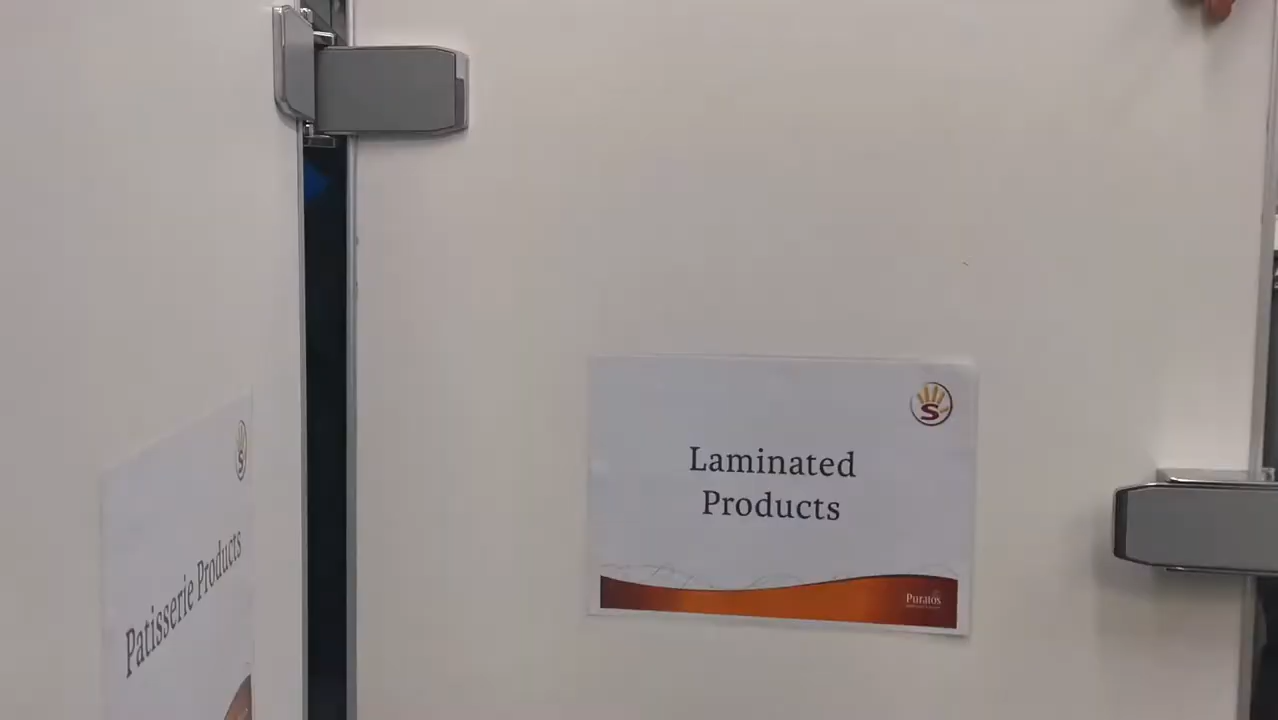 Patisserie Products
S
S
Laminated
Products
Puratos